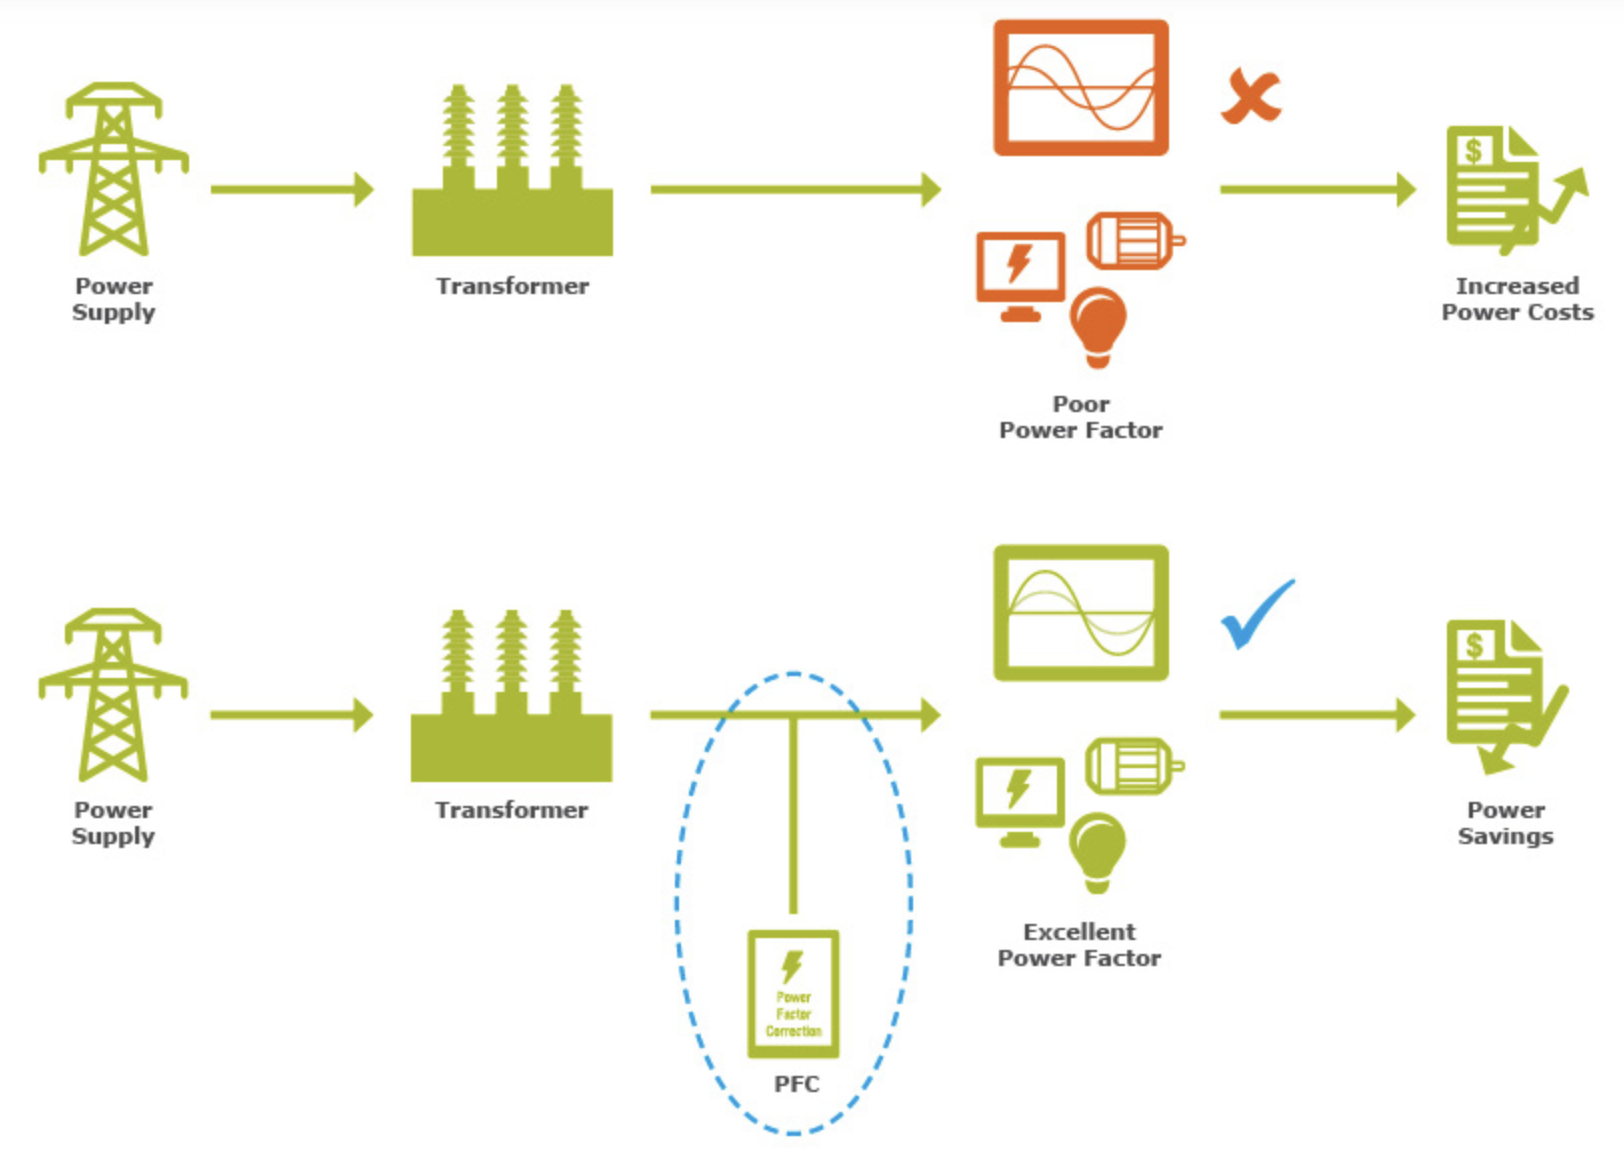 $
Power
Supply
Transformer
Poor
Power Factor
Increased
Power Costs
$
Power
Supply
Transformer
Power
Factor
Correction
PFC
Excellent
Power Factor
Power
Savings